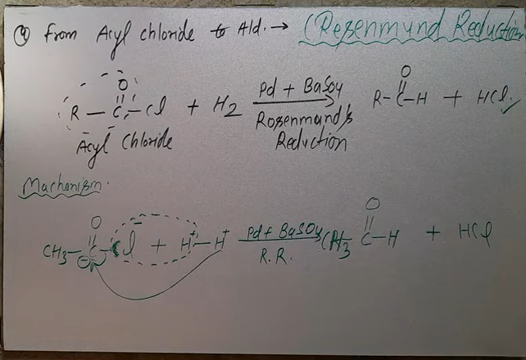 ④ From Acyl chloride to Ald. → (Rosenmund Reduction
O
R — C — Cl + H2 Pd + BaSO4 R-C-H + HCl
O
Acyl Chloride Rosenmund's
Reduction
Mechanism
O O
CH3 — C Cl + H — H Pd + BaSO4 CH3 C-H + HCl
R.R.